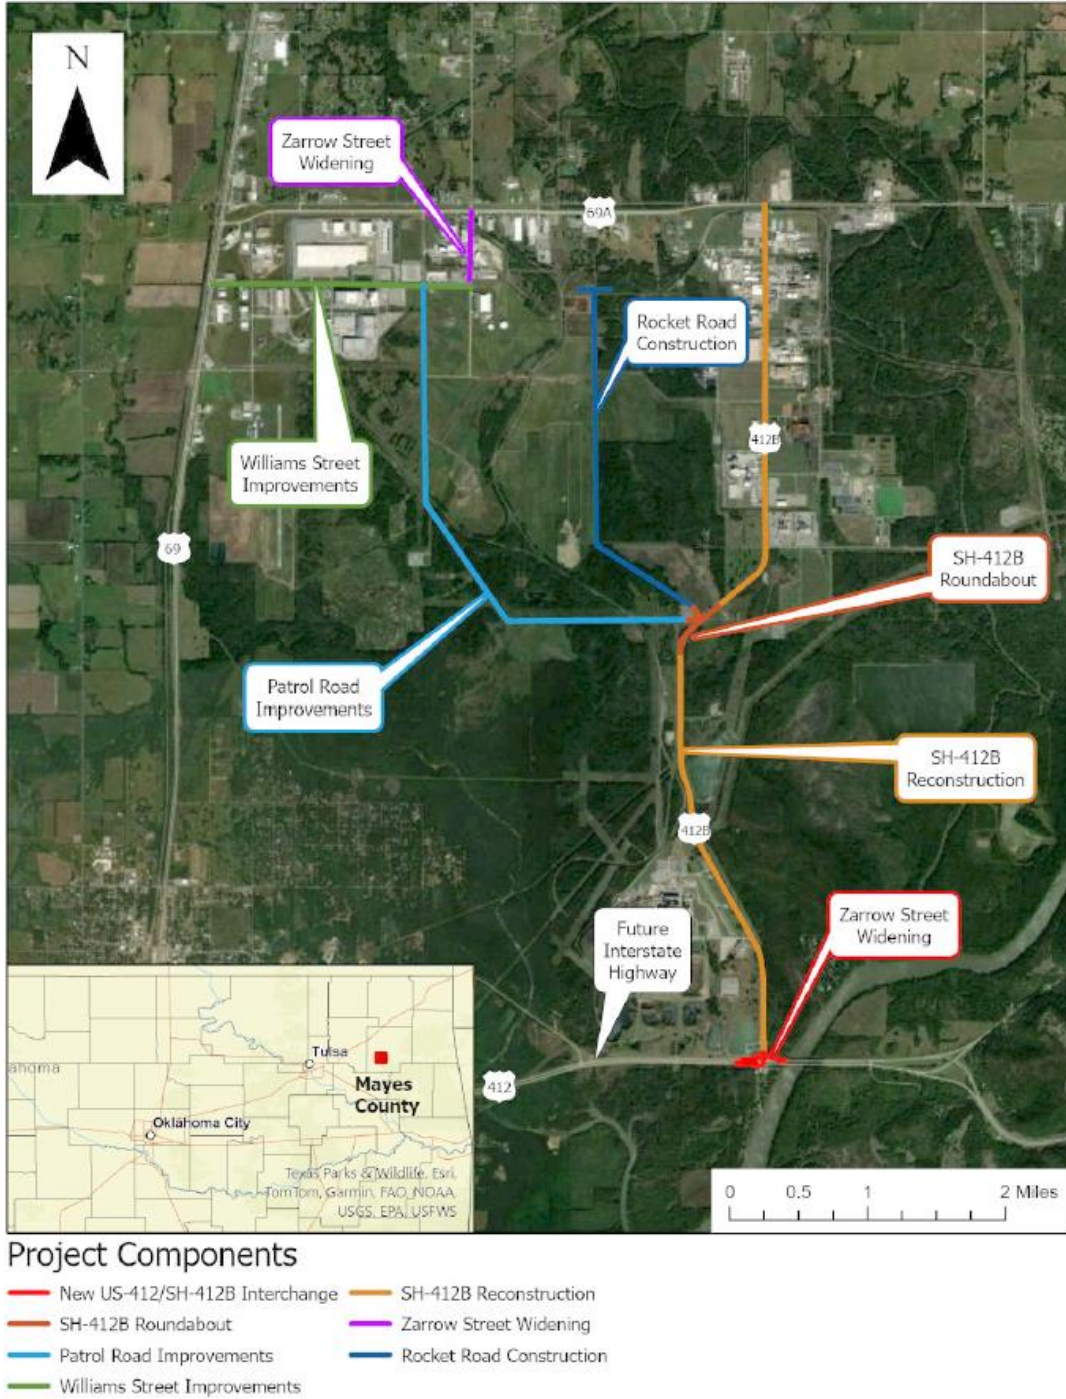 N
Zarrow Street
Widening
69A
Rocket Road
Construction
412B
Williams Street
Improvements
69
SH-412B
Roundabout
Patrol Road
Improvements
SH-412B
Reconstruction
412B
Zarrow Street
Widening
Future
Interstate
Highway
412
Tulsa
ahoma
Mayes
County
Oklahoma City
Texas Parks & Wildlife, Esri,
TomTom, Garmin, FAO, NOAA,
USGS, EPA, USFWS
0 0.5 1 2 Miles
Project Components
New US-412/SH-412B Interchange
SH-412B Reconstruction
SH-412B Roundabout
Zarrow Street Widening
Patrol Road Improvements
Rocket Road Construction
Williams Street Improvements